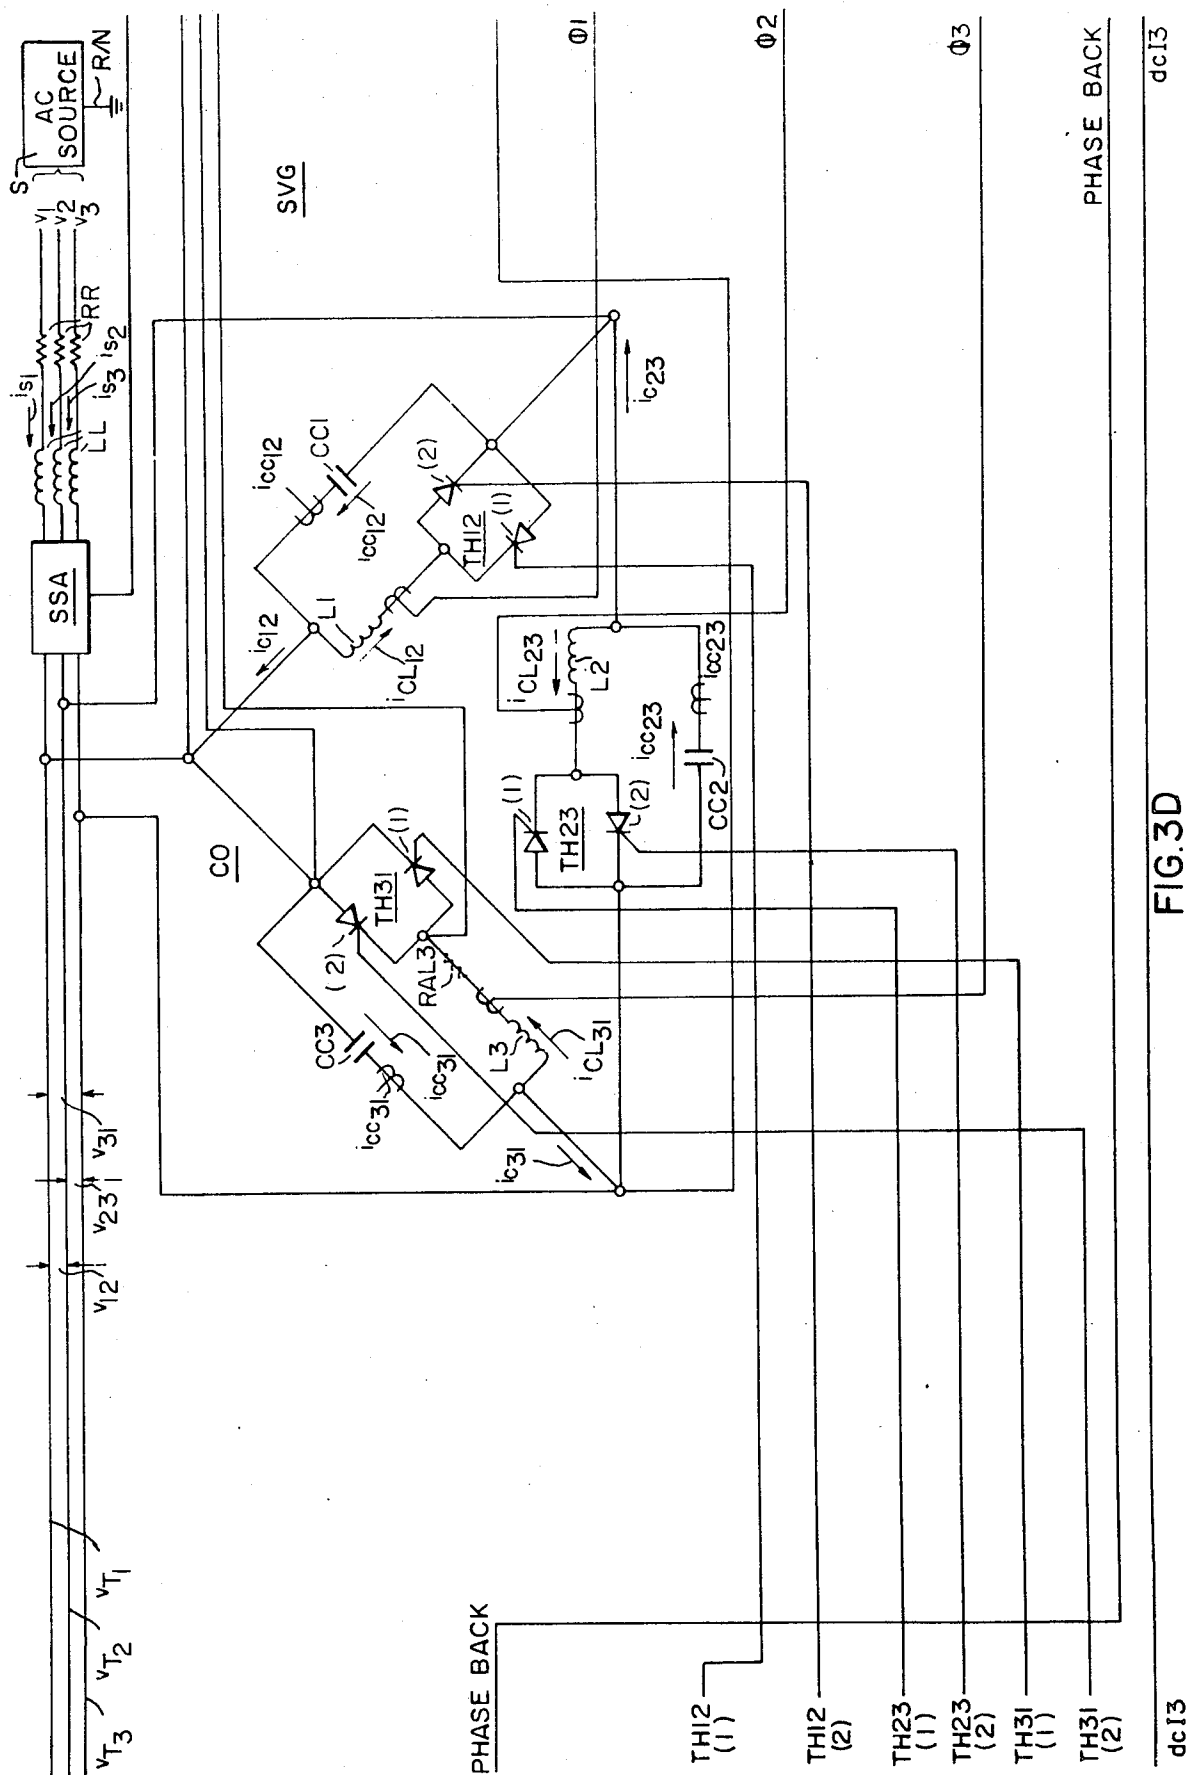 S
AC
SOURCE
R/N
V1
V2
V3
RR
is1
is2
is3
LL
SSA
V31
V23
V12
VT1
VT2
VT3
SVG
CO
icc12
CC1
icc12
(2)
TH12
(1)
ic12
L1
iCL12
ic23
iCL23
L2
icc23
icc23
CC2
(1)
TH23
(2)
(1)
TH31
(2)
RAL3
CC3
icc31
icc31
L3
iCL31
ic31
Φ1
Φ2
Φ3
PHASE BACK
dcI3
PHASE BACK
TH12
(1)
TH12
(2)
TH23
(1)
TH23
(2)
TH31
(1)
TH31
(2)
dcI3
FIG.3D